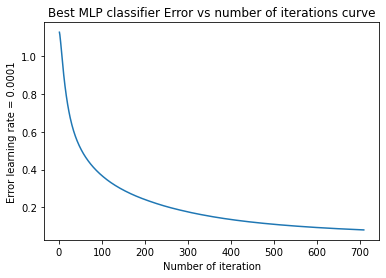 Best MLP classifier Error vs number of iterations curve
Error learning rate = 0.0001
1.0
0.8
0.6
0.4
0.2
0 100 200 300 400 500 600 700
Number of iteration